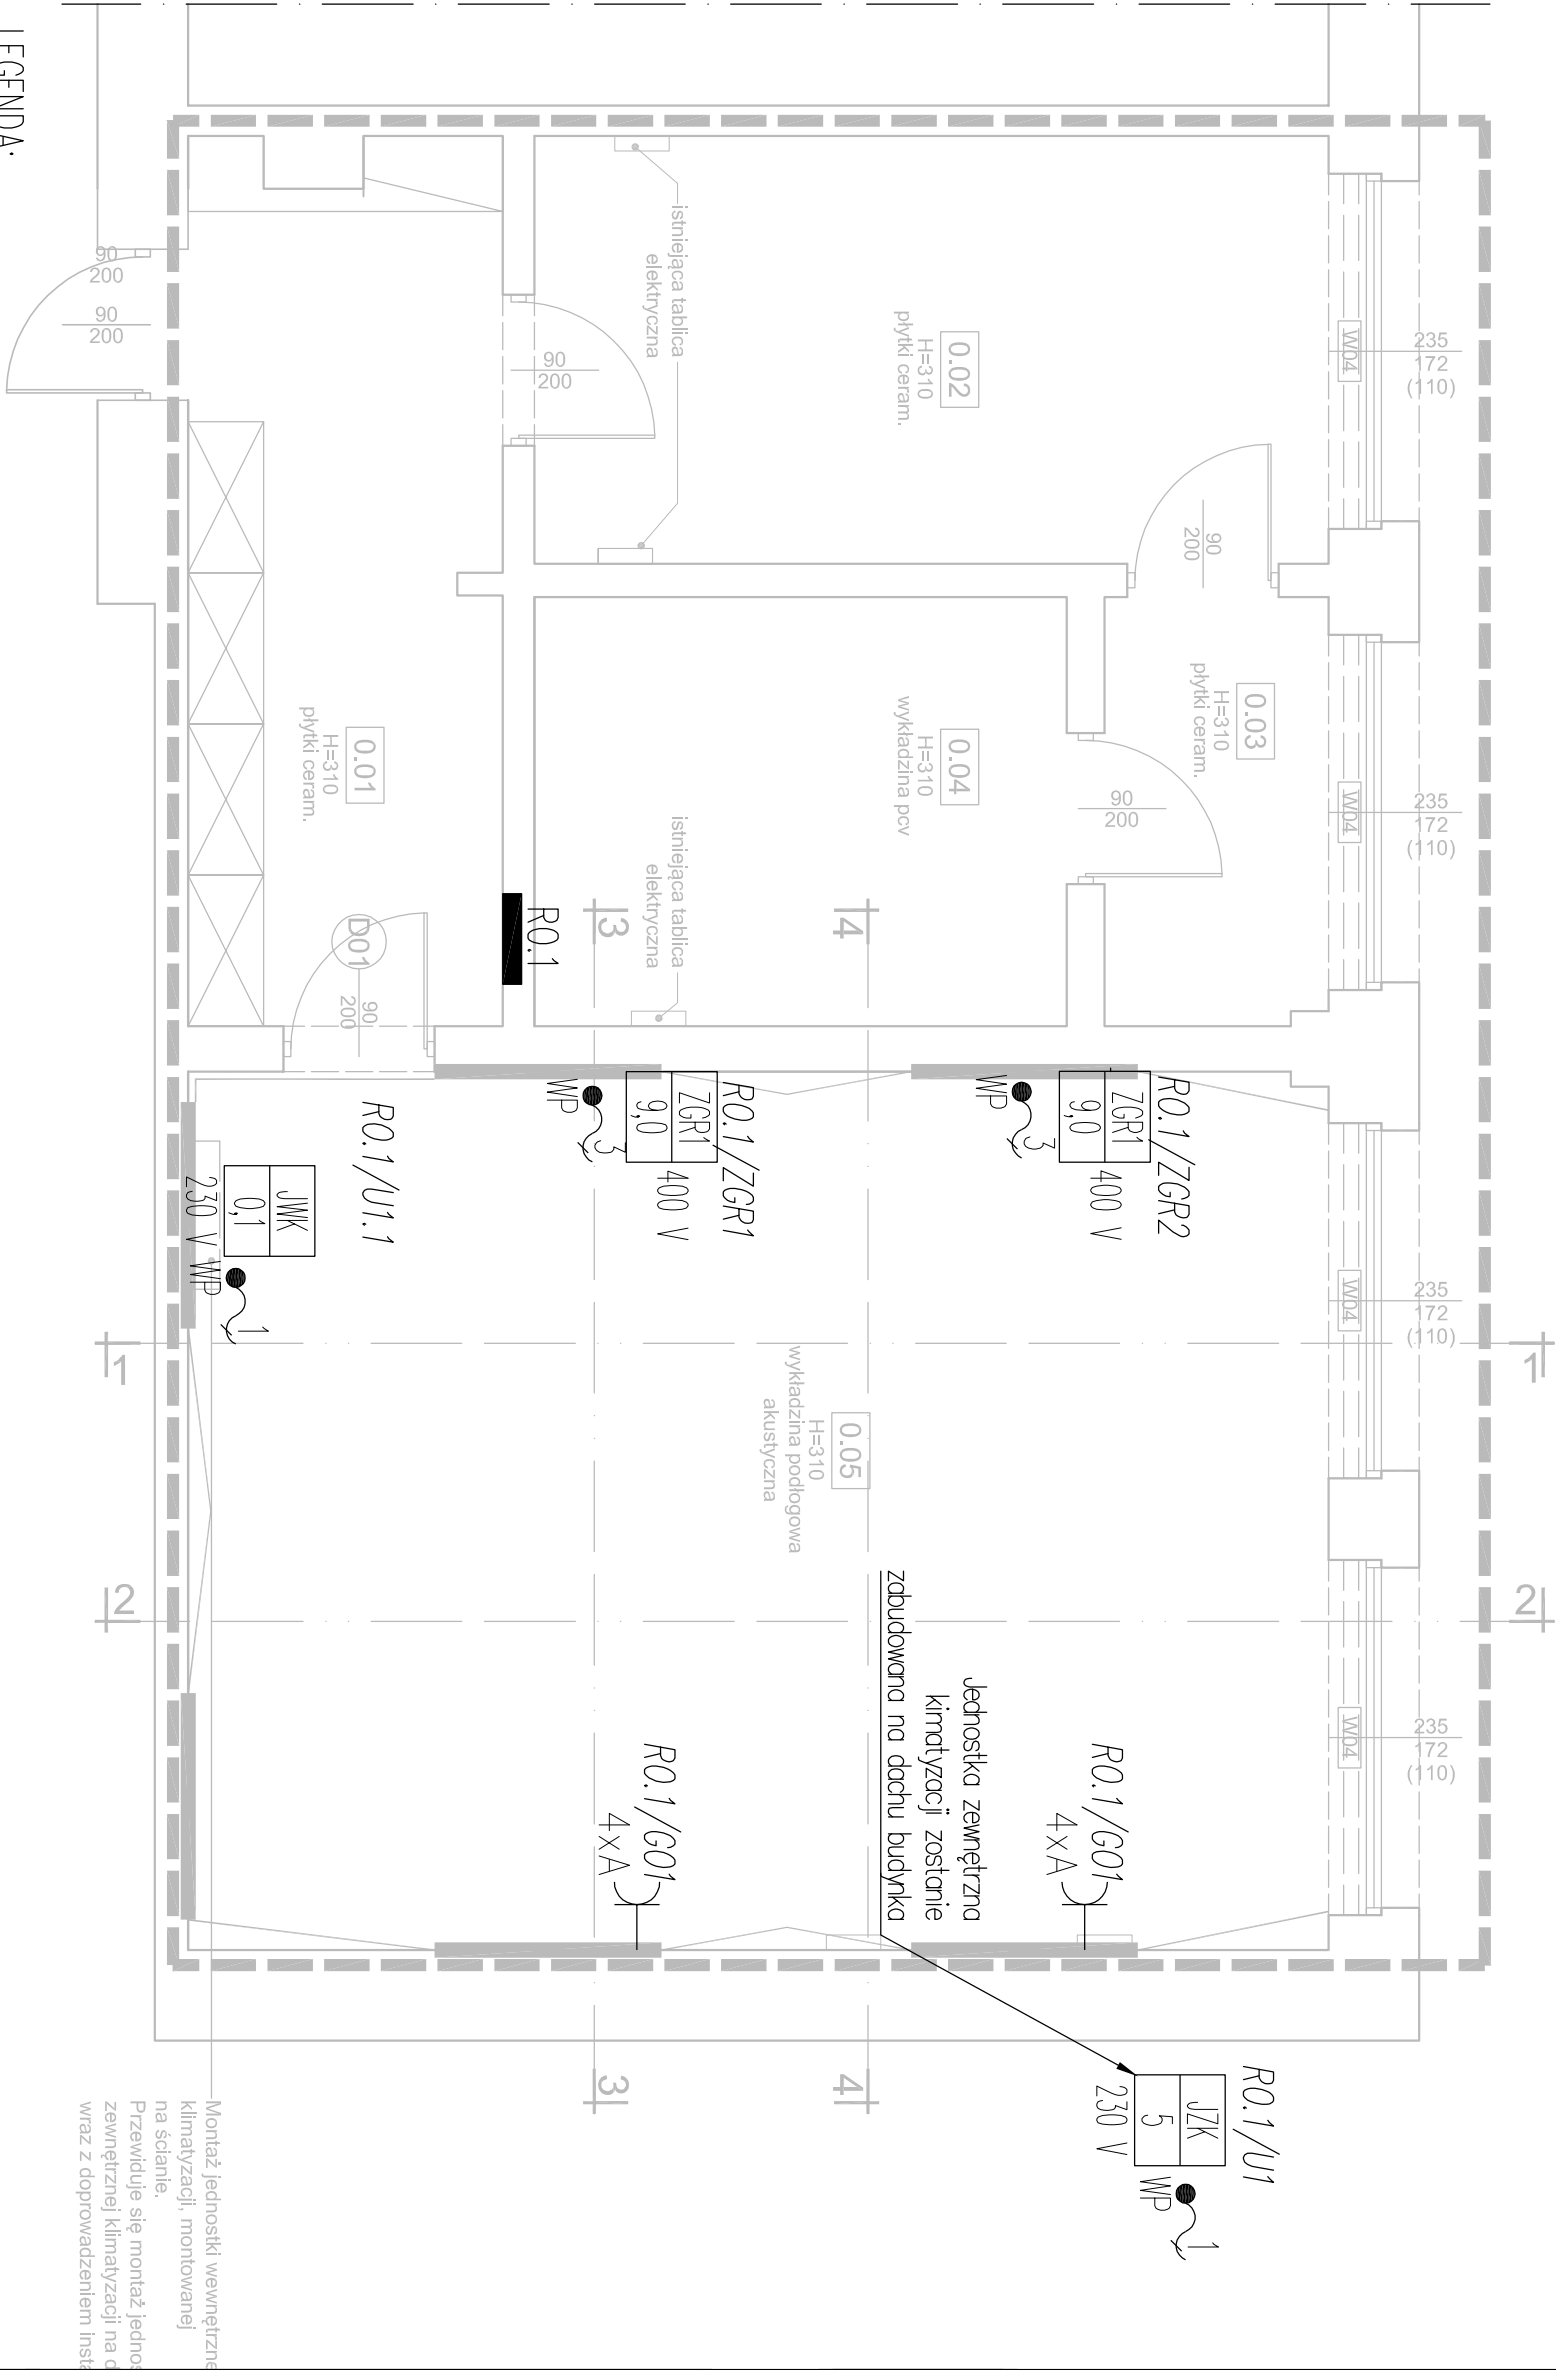 LEGENDA:
90
200
90
200
90
200
istniejąca tablica
elektryczna
0.02
H=310
płytki ceram.
W04
235
172
(110)
90
200
0.03
H=310
płytki ceram.
0.04
H=310
wykładzina pcv
90
200
W04
235
172
(110)
0.01
H=310
płytki ceram.
istniejąca tablica
elektryczna
D01
90
200
R0.1
3
4
R0.1/ZGR2
ZGR1
9,0
400 V
WP
3
R0.1/ZGR1
ZGR1
9,0
400 V
WP
3
R0.1/U1.1
JWK
0,1
230 V
WP
1
W04
235
172
(110)
1
1
0.05
H=310
wykładzina podłogowa
akustyczna
2
2
Jednostka zewnętrzna
kimatyzacji zostanie
zabudowana na dachu budynka
R0.1/G01
4xA
R0.1/G01
4xA
W04
235
172
(110)
3
4
R0.1/U1
JZK
5
230 V
WP
1
Montaż jednostki wewnętrzne
klimatyzacji, montowanej
na ścianie.
Przewiduje się montaż jednos
zewnętrznej klimatyzacji na d
wraz z doprowadzeniem insta